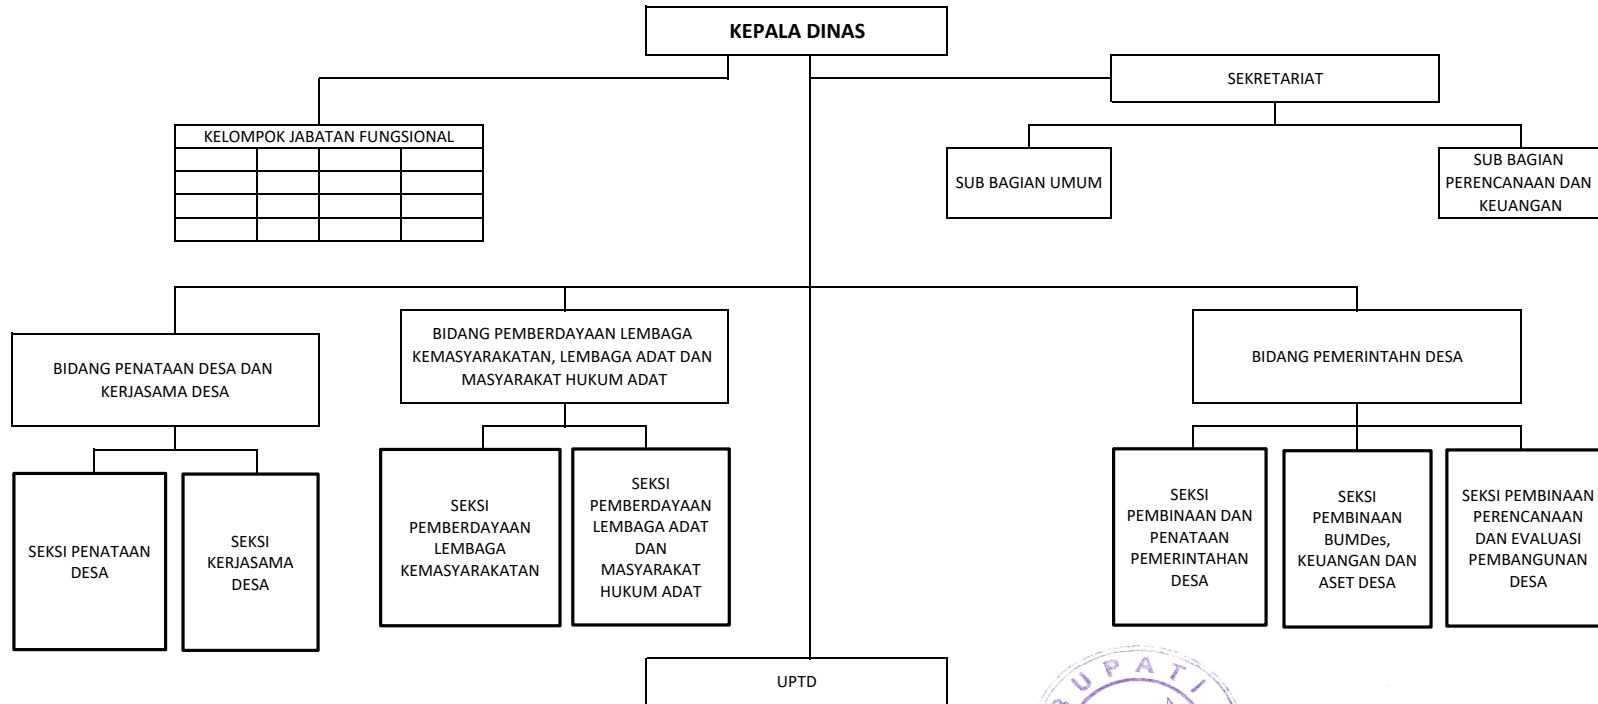 KEPALA DINAS
SEKRETARIAT
KELOMPOK JABATAN FUNGSIONAL
SUB BAGIAN UMUM
SUB BAGIAN
PERENCANAAN DAN
KEUANGAN
BIDANG PENATAAN DESA DAN
KERJASAMA DESA
BIDANG PEMBERDAYAAN LEMBAGA
KEMASYARAKATAN, LEMBAGA ADAT DAN
MASYARAKAT HUKUM ADAT
BIDANG PEMERINTAHN DESA
SEKSI PENATAAN
DESA
SEKSI
KERJASAMA
DESA
SEKSI
PEMBERDAYAAN
LEMBAGA
KEMASYARAKATAN
SEKSI
PEMBERDAYAAN
LEMBAGA ADAT
DAN
MASYARAKAT
HUKUM ADAT
SEKSI
PEMBINAAN DAN
PENATAAN
PEMERINTAHAN
DESA
SEKSI
PEMBINAAN
BUMDes,
KEUANGAN DAN
ASET DESA
SEKSI PEMBINAAN
PERENCANAAN
DAN EVALUASI
PEMBANGUNAN
DESA
UPTD
BUPATI